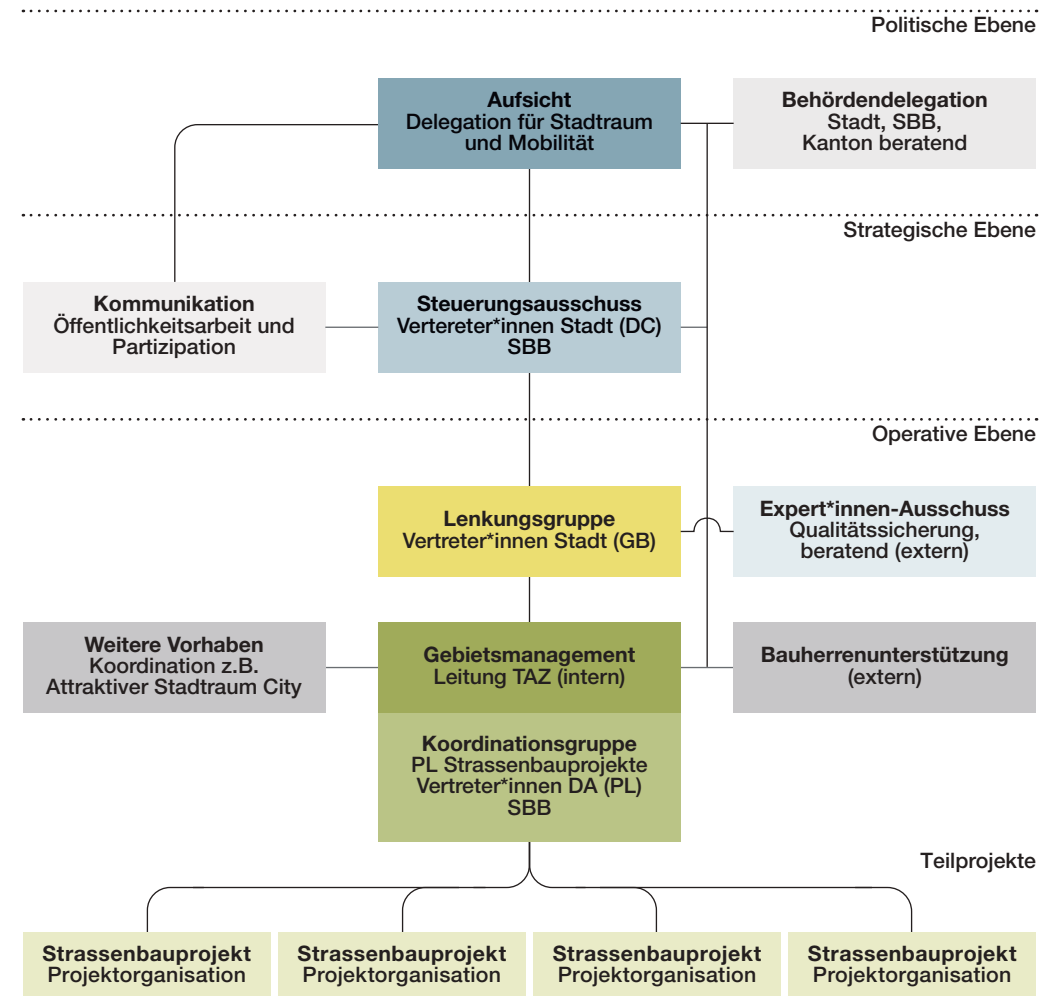 Politische Ebene
Aufsicht
Delegation für Stadtraum
und Mobilität
Behördendelegation
Stadt, SBB,
Kanton beratend
Strategische Ebene
Kommunikation
Öffentlichkeitsarbeit und
Partizipation
Steuerungsausschuss
Vertereter*innen Stadt (DC)
SBB
Operative Ebene
Lenkungsgruppe
Vertreter*innen Stadt (GB)
Expert*innen-Ausschuss
Qualitätssicherung,
beratend (extern)
Weitere Vorhaben
Koordination z.B.
Attraktiver Stadtraum City
Gebietsmanagement
Leitung TAZ (intern)
Bauherrenunterstützung
(extern)
Koordinationsgruppe
PL Strassenbauprojekte
Vertreter*innen DA (PL)
SBB
Teilprojekte
Strassenbauprojekt
Projektorganisation
Strassenbauprojekt
Projektorganisation
Strassenbauprojekt
Projektorganisation
Strassenbauprojekt
Projektorganisation